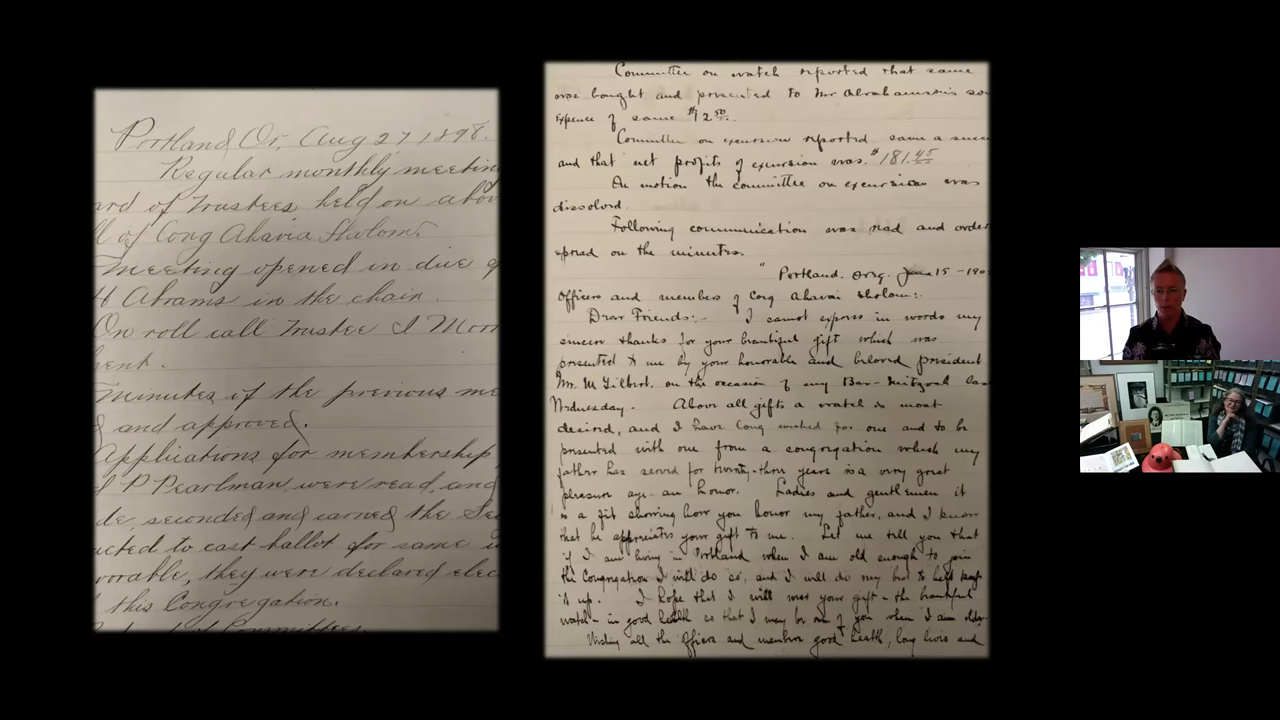 Portland, Or, Aug 27 1898.
Regular monthly meeting
ard of Trustees held on abov
ll of Cong Ahavia Sholom.
Meeting opened in due
H Abrams in the chair.
On roll call Trustee I Moor
ent.
Minutes of the previous me
and approved.
Applications for membership,
P Pearlman, were read, and
de, seconded and carried the Sec
ucted to cast ballot for same
vorable, they were declared elec
this Congregation.
Committees.
Committee on watch reported that same
was bought and presented to Mr Abrahamson's son
Expence of same $12 50.
Committee on excursion reported same a succ
and that net profits of excursion was $181.45
On motion the committee on excursion was
dissolved.
Following communication was read and order
spread on the minutes.
" Portland. Oreg. June 15 - 190
Officers and members of Cong Ahavai Sholom:-
Dear Friends:- I cannot express in words my
sincere thanks for your beautiful gift which was
presented to me by your honorable and beloved president
Mr. M Gilbert. on the occasion of my Bar-Mitzvah last
Wednesday. Above all gifts a watch is most
desired, and I have long wished for one and to be
presented with one from a congregation which my
father has served for twenty-three years is a very great
pleasure aye an honor. Ladies and gentlemen it
is a fit showing how you honor my father, and I know
that he appreciates your gift to me. Let me tell you that
if I am living in Portland when I am old enough to join
the Congregation I will do so, and I will do my best to help keep
it up. I hope that I will wear your gift - the beautiful
watch - in good health so that I may be one of you when I am older
Wishing all the officers and members good health, long lives and